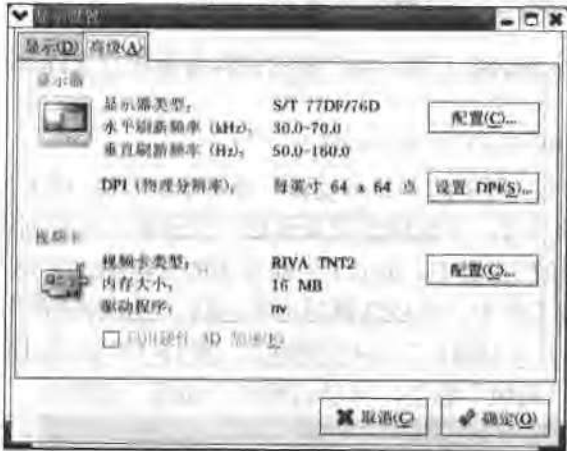 显示设置
显示(D) 高级(A)
显示器
显示器类型: S/T 77DF/76D 配置(C)...
水平刷新频率 (kHz): 30.0-70.0
垂直刷新频率 (Hz): 50.0-160.0
DPI (物理分辨率): 每英寸 64 x 64 点 设置 DPI(S)...
视频卡
视频卡类型: RIVA TNT2 配置(C)...
内存大小: 16 MB
驱动程序: nv
启用硬件 3D 加速(E)
取消(C) 确定(O)